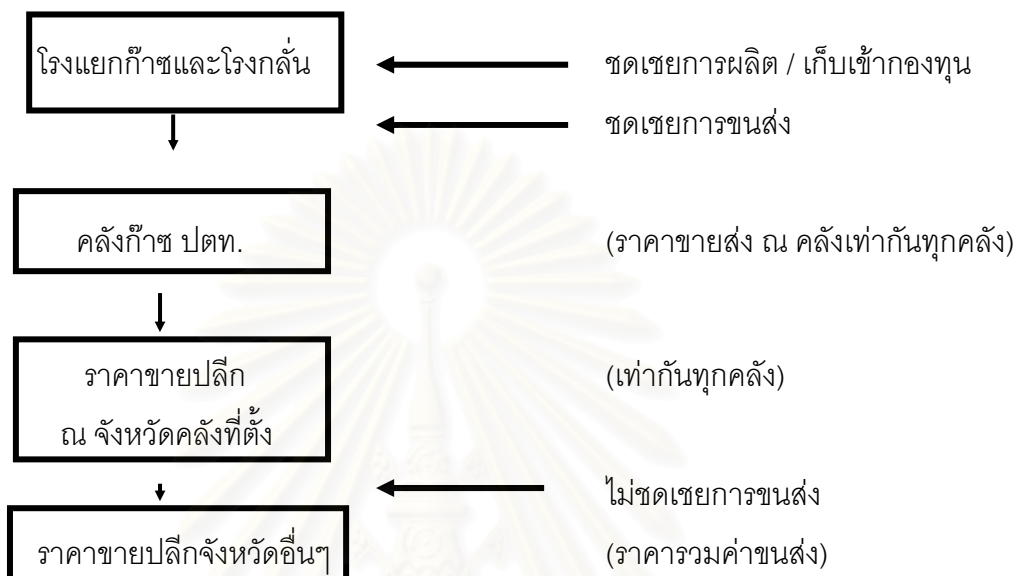 โรงแยกก๊าซและโรงกลั่น
ชดเชยการผลิต / เก็บเข้ากองทุน
ชดเชยการขนส่ง
คลังก๊าซ ปตท.
(ราคาขายส่ง ณ คลังเท่ากันทุกคลัง)
ราคาขายปลีก
ณ จังหวัดคลังที่ตั้ง
(เท่ากันทุกคลัง)
ไม่ชดเชยการขนส่ง
ราคาขายปลีกจังหวัดอื่นๆ
(ราคารวมค่าขนส่ง)